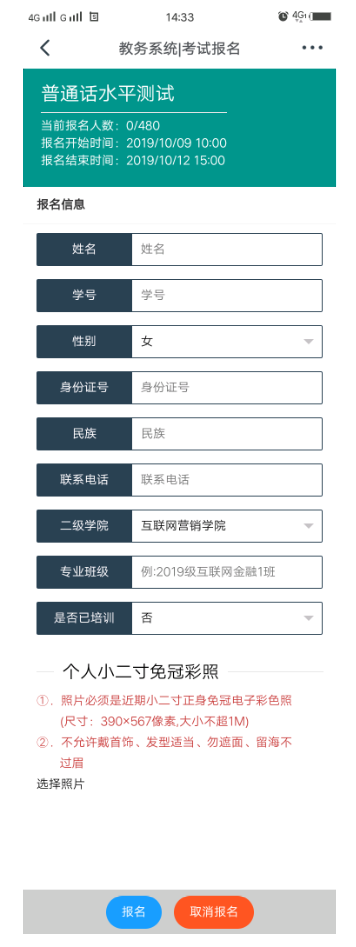 4G G 14:33 4G+
教务系统|考试报名
普通话水平测试
当前报名人数：0/480
报名开始时间：2019/10/09 10:00
报名结束时间：2019/10/12 15:00
报名信息
姓名 姓名
学号 学号
性别 女
身份证号 身份证号
民族 民族
联系电话 联系电话
二级学院 互联网营销学院
专业班级 例:2019级互联网金融1班
是否已培训 否
个人小二寸免冠彩照
①. 照片必须是近期小二寸正身免冠电子彩色照
(尺寸：390×567像素,大小不超1M)
②. 不允许戴首饰、发型适当、勿遮面、留海不
过眉
选择照片
报名 取消报名